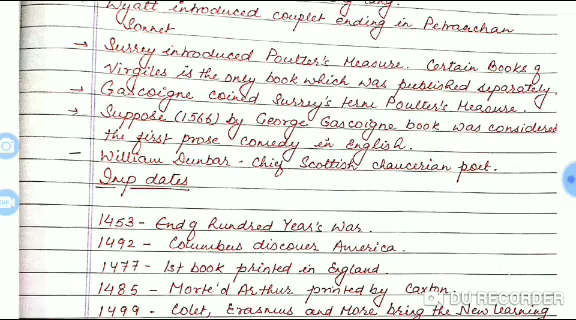 Wyatt introduced couplet ending in Petrarchan
Sonnet
→ Surrey introduced Poulter's Measure. Certain Books of
Virgiles is the only book which was published separately.
→ Gascoigne coined Surrey's term Poulter's Measure.
→ Suppose (1566) by George Gascoigne book was considered
the first prose comedy in English.
- William Dunbar - Chief Scottish Chaucerian poet.
Imp dates
1453 - End of Hundred Year's War.
1492 - Columbus discover America.
1477 - 1st book printed in England
1485 - Morte'd Arthur printed by Caxton.
1499 - Colet, Erasmus and More bring the New learning
DU RECORDER